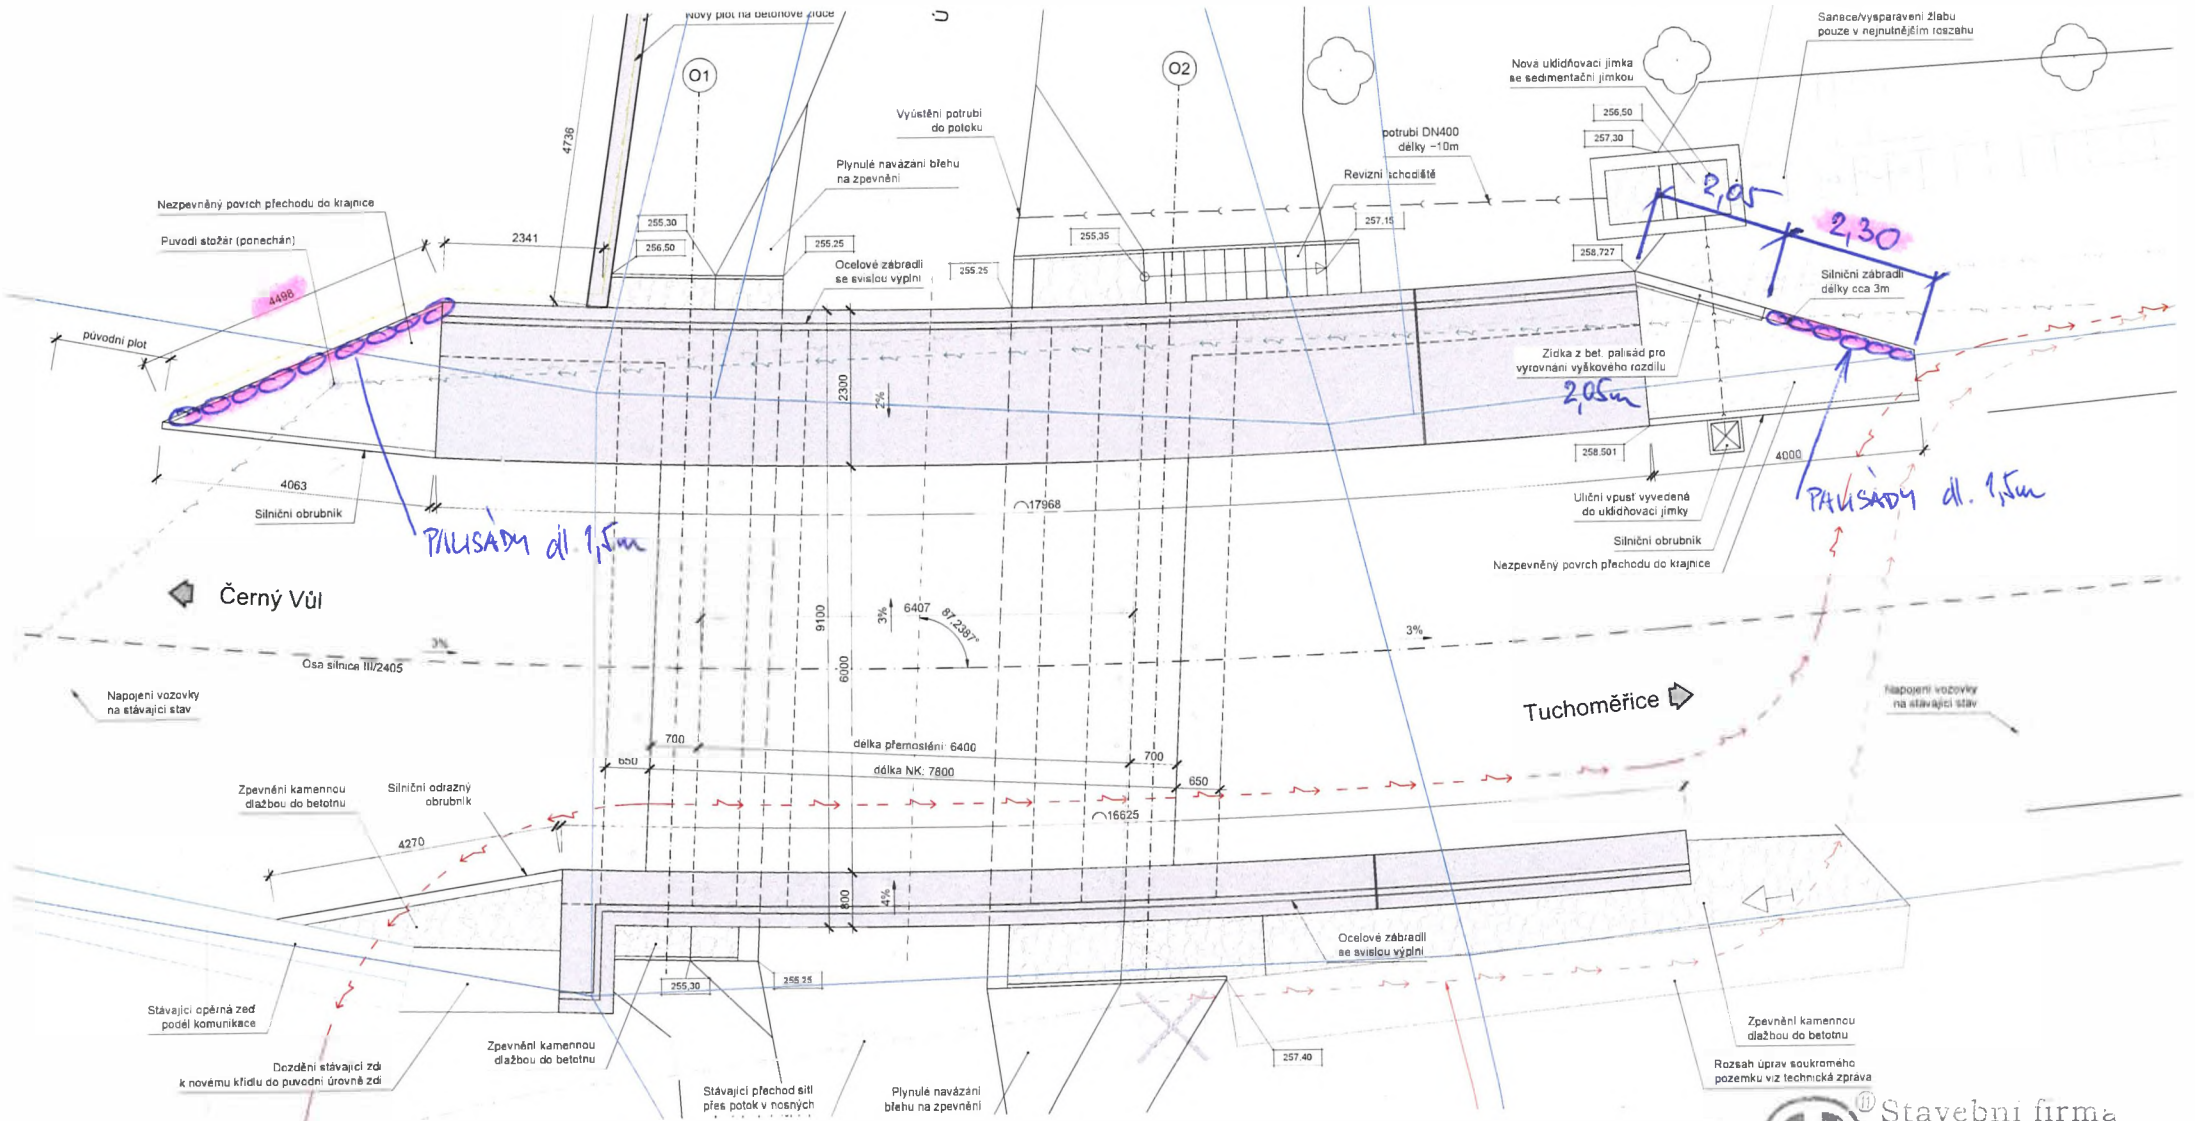 Nový plot na betonové zídce
O1
O2
Sanace/vysparavení žlabu
pouze v nejnutnějším rozsahu
Nová uklidňovací jímka
se sedimentační jímkou
256,50
257,30
4736
Vyústění potrubí
do potoku
potrubí DN400
délky ~10m
Plynulé navázání břehu
na zpevnění
Revizní schodiště
2,05
2,30
Nezpevněný povrch přechodu do krajnice
Původí stožár (ponechán)
2341
255,30
256,50
255,25
255,35
257,15
258,727
Ocelové zábradlí
se svislou výplní
255,25
Silniční zábradlí
délky cca 3m
4498
původní plot
2300
2%
Zídka z bet. palisád pro
vyrovnání výškového rozdílu
2,05m
258,501
4000
4063
Silniční obrubník
17968
Uliční vpusť vyvedená
do uklidňovací jímky
PALISÁDY dl. 1,5m
PALISÁDY dl. 1,5m
Silniční obrubník
Nezpevněný povrch přechodu do krajnice
Černý Vůl
9100
3%
6407
87,2387°
3%
3%
Osa silnice III/2405
6000
Napojení vozovky
na stávající stav
Tuchoměřice
Napojení vozovky
na stávající stav
700
délka přemostění: 6400
700
650
délka NK: 7800
650
Zpevnění kamennou
dlažbou do betotnu
Silniční odrazný
obrubník
16625
4270
800
4%
Ocelové zábradlí
se svislou výplní
255,30
255,25
Stávající opěrná zeď
podél komunikace
Zpevnění kamennou
dlažbou do betotnu
257,40
Zpevnění kamennou
dlažbou do betotnu
Dozdění stávající zdi
k novému křídlu do původní úrovně zdi
Rozsah úprav soukromého
pozemku viz technická zpráva
Stávající přechod sítí
přes potok v nosných
Plynulé navázání
břehu na zpevnění
Stavební firma